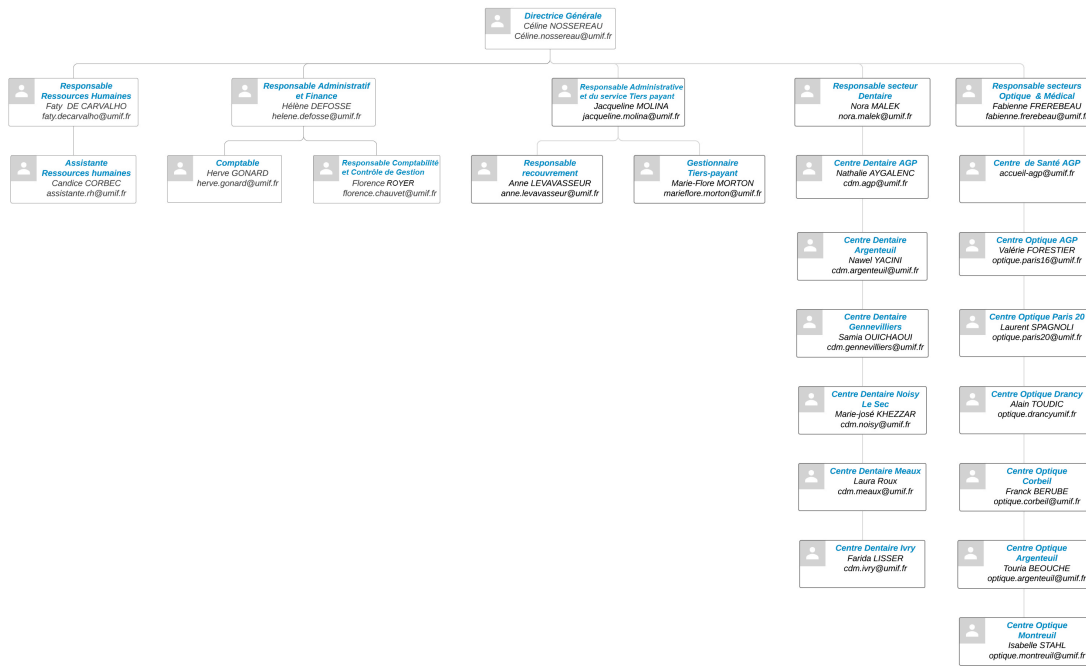 Directrice Générale
Céline NOSSEREAU
Céline.nossereau@umif.fr
Responsable
Ressources Humaines
Faty DE CARVALHO
faty.decarvalho@umif.fr
Responsable Administratif
et Finance
Hélène DEFOSSE
helene.defosse@umif.fr
Responsable Administrative
et du service Tiers payant
Jacqueline MOLINA
jacqueline.molina@umif.fr
Responsable secteur
Dentaire
Nora MALEK
nora.malek@umif.fr
Responsable secteurs
Optique & Médical
Fabienne FREREBEAU
fabienne.frerebeau@umif.fr
Assistante
Ressources humaines
Candice CORBEC
assistante.rh@umif.fr
Comptable
Herve GONARD
herve.gonard@umif.fr
Responsable Comptabilité
et Contrôle de Gestion
Florence ROYER
florence.chauvet@umif.fr
Responsable
recouvrement
Anne LEVAVASSEUR
anne.levavasseur@umif.fr
Gestionnaire
Tiers-payant
Marie-Flore MORTON
marieflore.morton@umif.fr
Centre Dentaire AGP
Nathalie AYGALENC
cdm.agp@umif.fr
Centre de Santé AGP
accueil-agp@umif.fr
Centre Dentaire
Argenteuil
Nawel YACINI
cdm.argenteuil@umif.fr
Centre Optique AGP
Valérie FORESTIER
optique.paris16@umif.fr
Centre Dentaire
Gennevilliers
Samia OUICHAOUI
cdm.gennevilliers@umif.fr
Centre Optique Paris 20
Laurent SPAGNOLI
optique.paris20@umif.fr
Centre Dentaire Noisy
Le Sec
Marie-josé KHEZZAR
cdm.noisy@umif.fr
Centre Optique Drancy
Alain TOUDIC
optique.drancyumif.fr
Centre Dentaire Meaux
Laura Roux
cdm.meaux@umif.fr
Centre Optique
Corbeil
Franck BERUBE
optique.corbeil@umif.fr
Centre Dentaire Ivry
Farida LISSER
cdm.ivry@umif.fr
Centre Optique
Argenteuil
Touria BEOUCHE
optique.argenteuil@umif.fr
Centre Optique
Montreuil
Isabelle STAHL
optique.montreuil@umif.fr